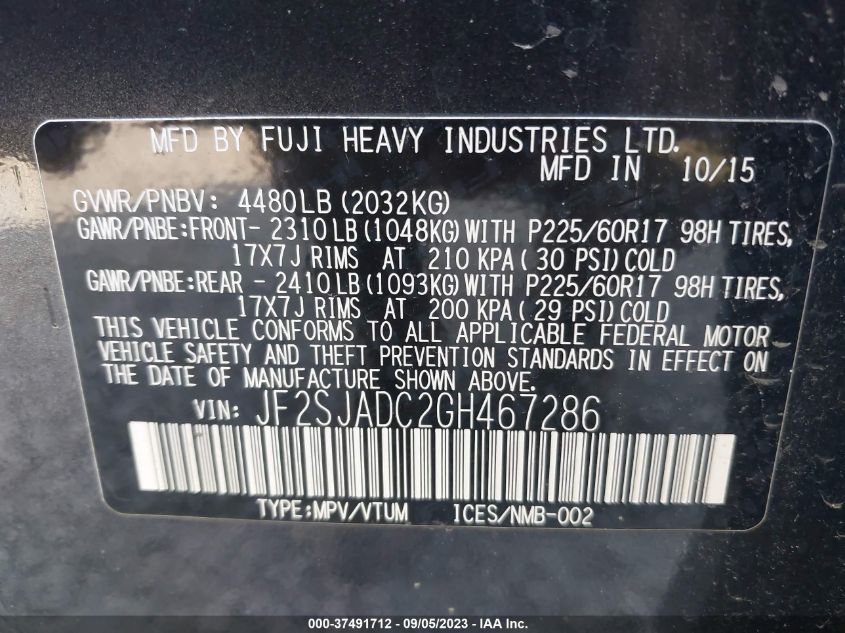 MFD BY FUJI HEAVY INDUSTRIES LTD.
MFD IN 10/15
GVWR/PNBV: 4480LB (2032KG)
GAWR/PNBE:FRONT- 2310 LB (1048KG) WITH P225/60R17 98H TIRES,
17X7J RIMS AT 210 KPA ( 30 PSI) COLD
GAWR/PNBE:REAR - 2410 LB (1093KG) WITH P225/60R17 98H TIRES,
17X7J RIMS AT 200 KPA ( 29 PSI) COLD
THIS VEHICLE CONFORMS TO ALL APPLICABLE FEDERAL MOTOR
VEHICLE SAFETY AND THEFT PREVENTION STANDARDS IN EFFECT ON
THE DATE OF MANUFACTURE SHOWN ABOVE.
VIN: JF2SJADC2GH467286
TYPE:MPV/VTUM ICES/NMB-002
000-37491712 - 09/05/2023 - IAA Inc.